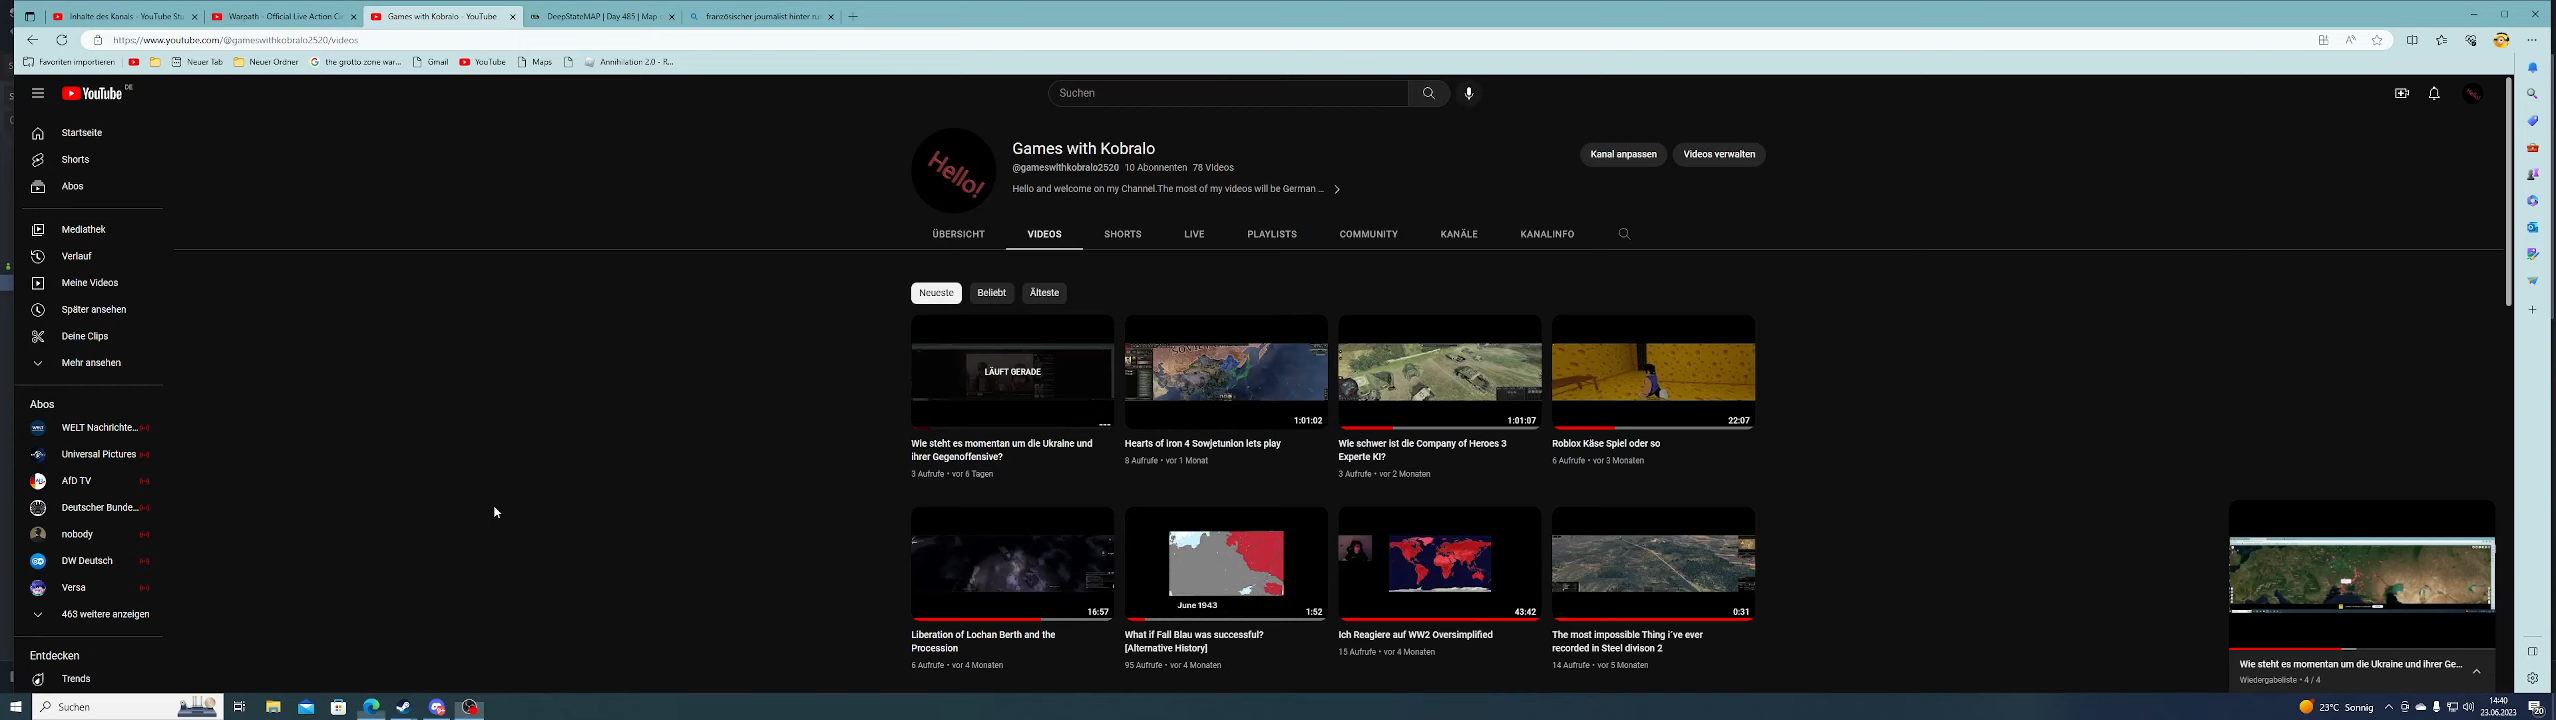 Inhalte des Kanals - YouTube Stu
Warpath - Official Live Action Cin
Games with Kobralo - YouTube
DeepStateMAP | Day 485 | Map o
französischer journalist hinter ru
https://www.youtube.com/@gameswithkobralo2520/videos
Favoriten importieren
Neuer Tab
Neuer Ordner
the grotto zone war...
Gmail
YouTube
Maps
Annihilation 2.0 - R...
YouTube DE
Suchen
Startseite
Shorts
Abos
Mediathek
Verlauf
Meine Videos
Später ansehen
Deine Clips
Mehr ansehen
Abos
WELT Nachrichte...
Universal Pictures
AfD TV
Deutscher Bunde...
nobody
DW Deutsch
Versa
463 weitere anzeigen
Entdecken
Trends
Hello!
Games with Kobralo
@gameswithkobralo2520 10 Abonnenten 78 Videos
Hello and welcome on my Channel.The most of my videos will be German ...
Kanal anpassen
Videos verwalten
ÜBERSICHT
VIDEOS
SHORTS
LIVE
PLAYLISTS
COMMUNITY
KANÄLE
KANALINFO
Neueste
Beliebt
Älteste
LÄUFT GERADE
Wie steht es momentan um die Ukraine und
ihrer Gegenoffensive?
3 Aufrufe • vor 6 Tagen
1:01:02
Hearts of iron 4 Sowjetunion lets play
8 Aufrufe • vor 1 Monat
1:01:07
Wie schwer ist die Company of Heroes 3
Experte KI?
3 Aufrufe • vor 2 Monaten
22:07
Roblox Käse Spiel oder so
6 Aufrufe • vor 3 Monaten
16:57
Liberation of Lochan Berth and the
Procession
6 Aufrufe • vor 4 Monaten
June 1943
1:52
What if Fall Blau was successful?
[Alternative History]
95 Aufrufe • vor 4 Monaten
43:42
Ich Reagiere auf WW2 Oversimplified
15 Aufrufe • vor 4 Monaten
0:31
The most impossible Thing i´ve ever
recorded in Steel divison 2
14 Aufrufe • vor 5 Monaten
Wie steht es momentan um die Ukraine und ihrer Ge...
Wiedergabeliste • 4 / 4
Suchen
23°C Sonnig
14:40
23.06.2023
20